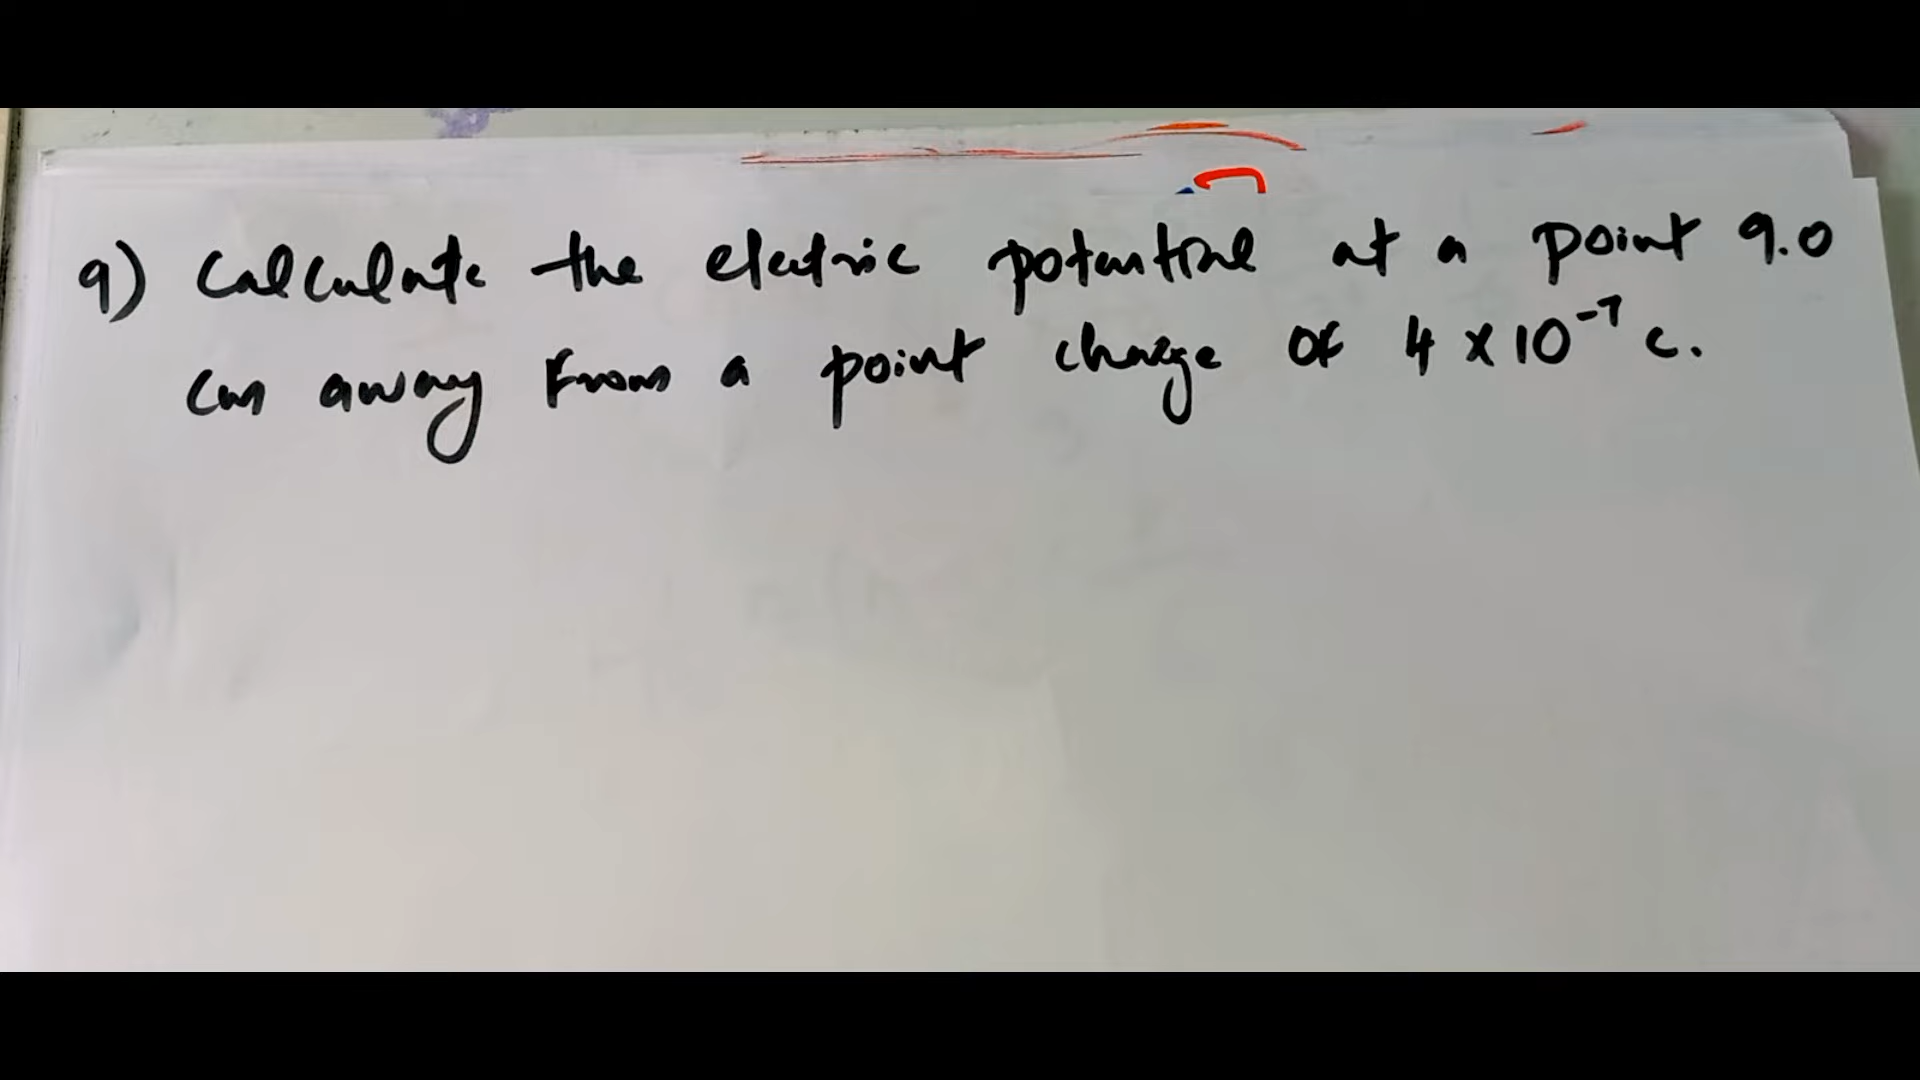 9) Calculate the electric potential at a point 9.0
cm away from a point charge of 4 x 10⁻⁷ c.